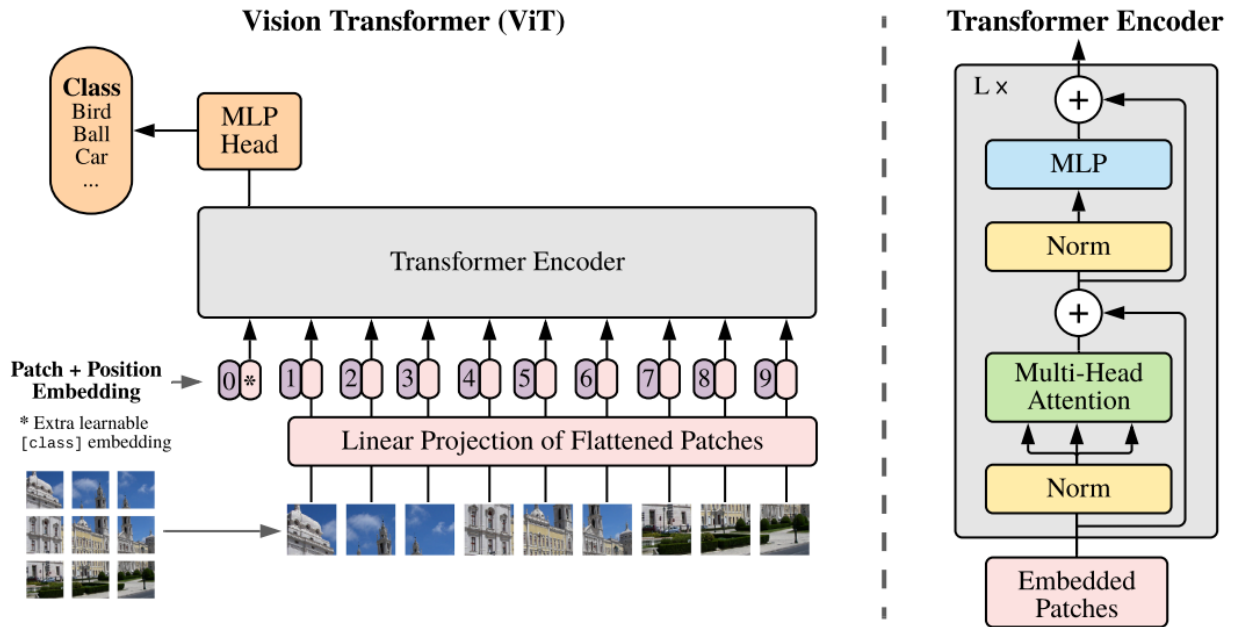 Vision Transformer (ViT)
Class
Bird
Ball
Car
...
MLP
Head
Transformer Encoder
Patch + Position
Embedding
* Extra learnable
[class] embedding
0 * 1 2 3 4 5 6 7 8 9
Linear Projection of Flattened Patches
Transformer Encoder
L ×
+
MLP
Norm
+
Multi-Head
Attention
Norm
Embedded
Patches